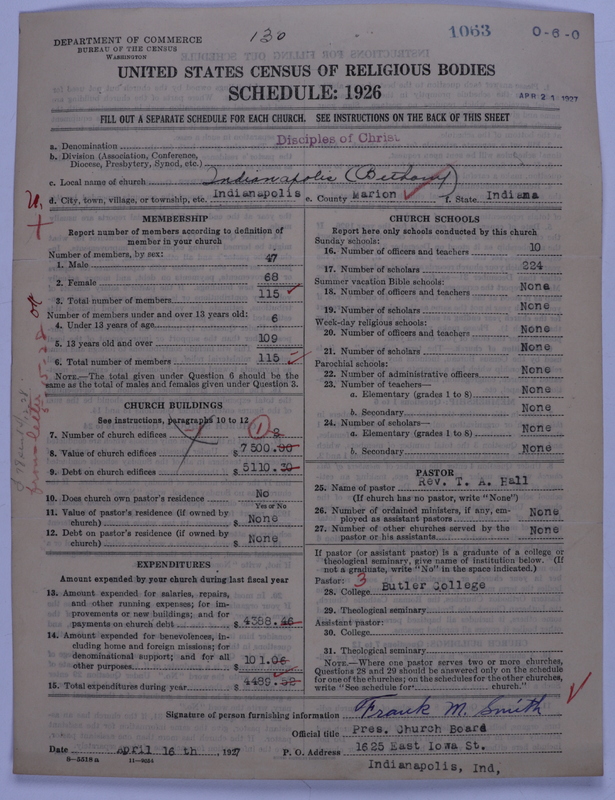 130
1063
0-6-0
DEPARTMENT OF COMMERCE
BUREAU OF THE CENSUS
WASHINGTON
UNITED STATES CENSUS OF RELIGIOUS BODIES
SCHEDULE: 1926
APR 21 1927
FILL OUT A SEPARATE SCHEDULE FOR EACH CHURCH. SEE INSTRUCTIONS ON THE BACK OF THIS SHEET
a. Denomination Disciples of Christ
b. Division (Association, Conference, Diocese, Presbytery, Synod, etc.)
c. Local name of church Indianapolis (Bethany)
d. City, town, village, or township, etc. Indianapolis e. County Marion f. State Indiana
MEMBERSHIP
Report number of members according to definition of member in your church
Number of members, by sex:
1. Male 47
2. Female 68
3. Total number of members 115
Number of members under and over 13 years old:
4. Under 13 years of age 6
5. 13 years old and over 109
6. Total number of members 115
NOTE.—The total given under Question 6 should be the same as the total of males and females given under Question 3.
CHURCH BUILDINGS
See instructions, paragraphs 10 to 12
7. Number of church edifices 1
8. Value of church edifices $ 7500.00
9. Debt on church edifices $ 5110.30
10. Does church own pastor's residence No
Yes or No
11. Value of pastor's residence (if owned by church) $ None
12. Debt on pastor's residence (if owned by church) $ None
EXPENDITURES
Amount expended by your church during last fiscal year
13. Amount expended for salaries, repairs, and other running expenses; for improvements or new buildings; and for payments on church debt $ 4388.46
14. Amount expended for benevolences, including home and foreign missions; for denominational support; and for all other purposes $ 101.06
15. Total expenditures during year $ 4489.52
CHURCH SCHOOLS
Report here only schools conducted by this church
Sunday schools:
16. Number of officers and teachers 10
17. Number of scholars 224
Summer vacation Bible schools:
18. Number of officers and teachers None
19. Number of scholars None
Week-day religious schools:
20. Number of officers and teachers None
21. Number of scholars None
Parochial schools:
22. Number of administrative officers None
23. Number of teachers—
a. Elementary (grades 1 to 8) None
b. Secondary None
24. Number of scholars—
a. Elementary (grades 1 to 8) None
b. Secondary None
PASTOR
25. Name of pastor Rev. T. A. Hall
(If church has no pastor, write "None")
26. Number of ordained ministers, if any, employed as assistant pastors None
27. Number of other churches served by the pastor or his assistants None
If pastor (or assistant pastor) is a graduate of a college or theological seminary, give name of institution below. (If not a graduate, write "No" in the space indicated.)
Pastor: 3
28. College Butler College
29. Theological seminary
Assistant pastor:
30. College
31. Theological seminary
NOTE.—Where one pastor serves two or more churches, Questions 28 and 29 should be answered only on the schedule for one of the churches; on the schedules for the other churches, write "See schedule for church."
Signature of person furnishing information Frank M. Smith
Official title Pres. Church Board
Date april 16 th 1927 P. O. Address 1625 East Iowa St.
8-5518 a 11-9034
Indianapolis, Ind,